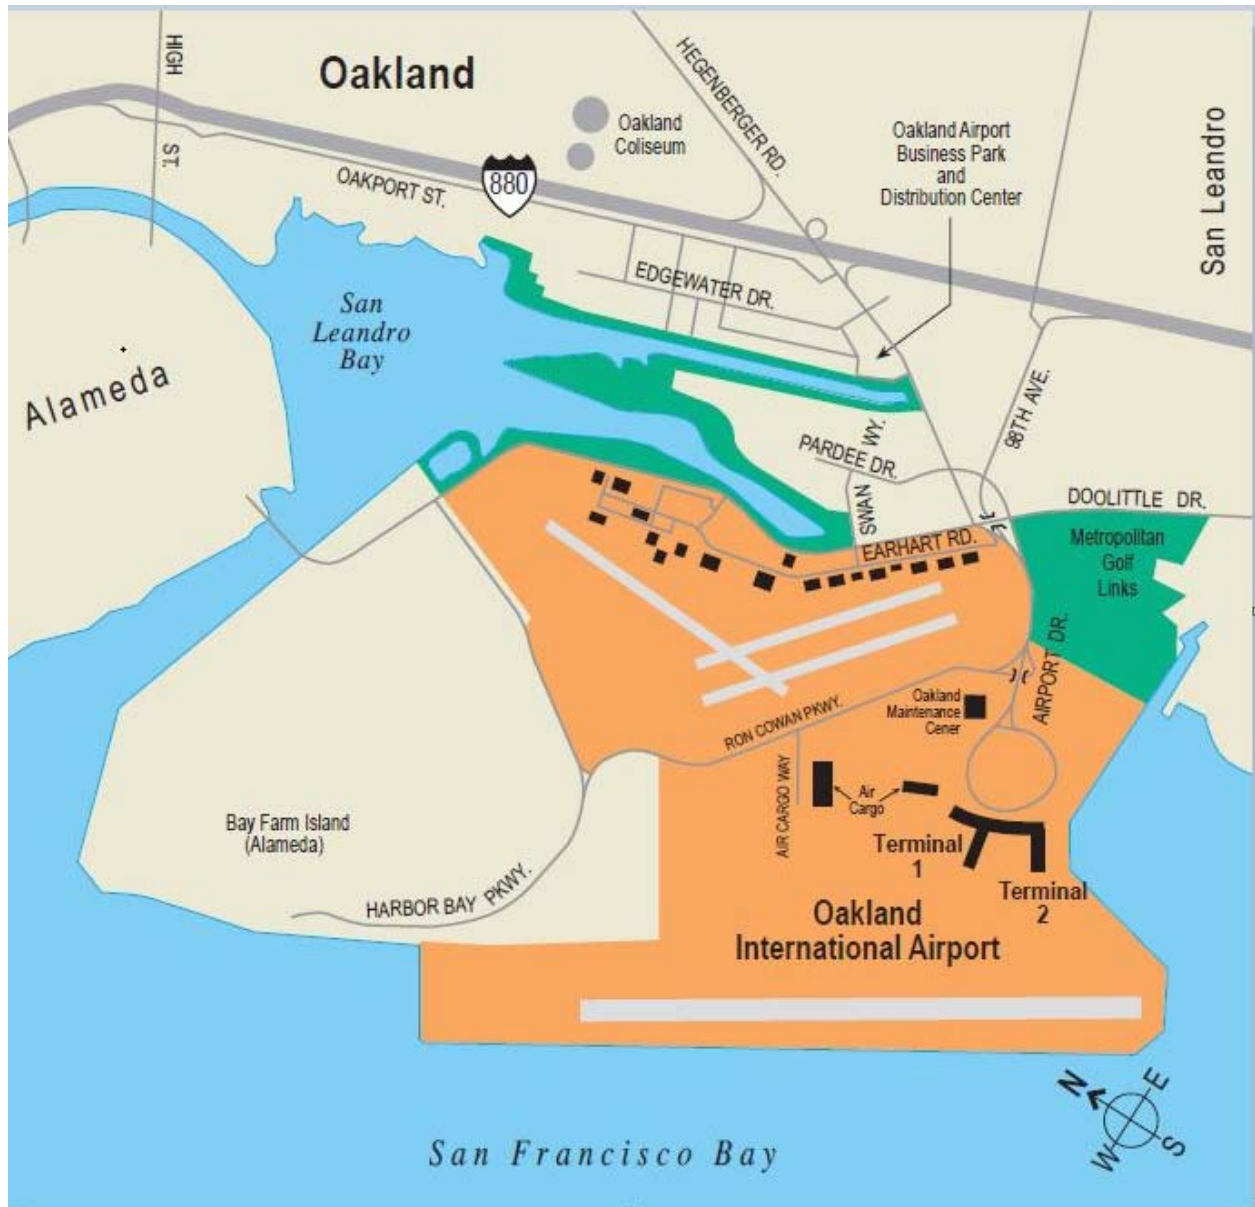 Oakland
HIGH
ST.
HEGENBERGER RD.
Oakland
Coliseum
Oakland Airport
Business Park
and
Distribution Center
San Leandro
OAKPORT ST.
880
EDGEWATER DR.
San
Leandro
Bay
Alameda
98TH AVE.
PARDEE DR.
SWAN WY.
DOOLITTLE DR.
EARHART RD.
Metropolitan
Golf
Links
AIRPORT DR.
Oakland
Maintenance
Cener
RON COWAN PKWY.
AIR CARGO WAY
Air
Cargo
Bay Farm Island
(Alameda)
Terminal
1
Terminal
2
HARBOR BAY PKWY.
Oakland
International Airport
N
E
W
S
San Francisco Bay